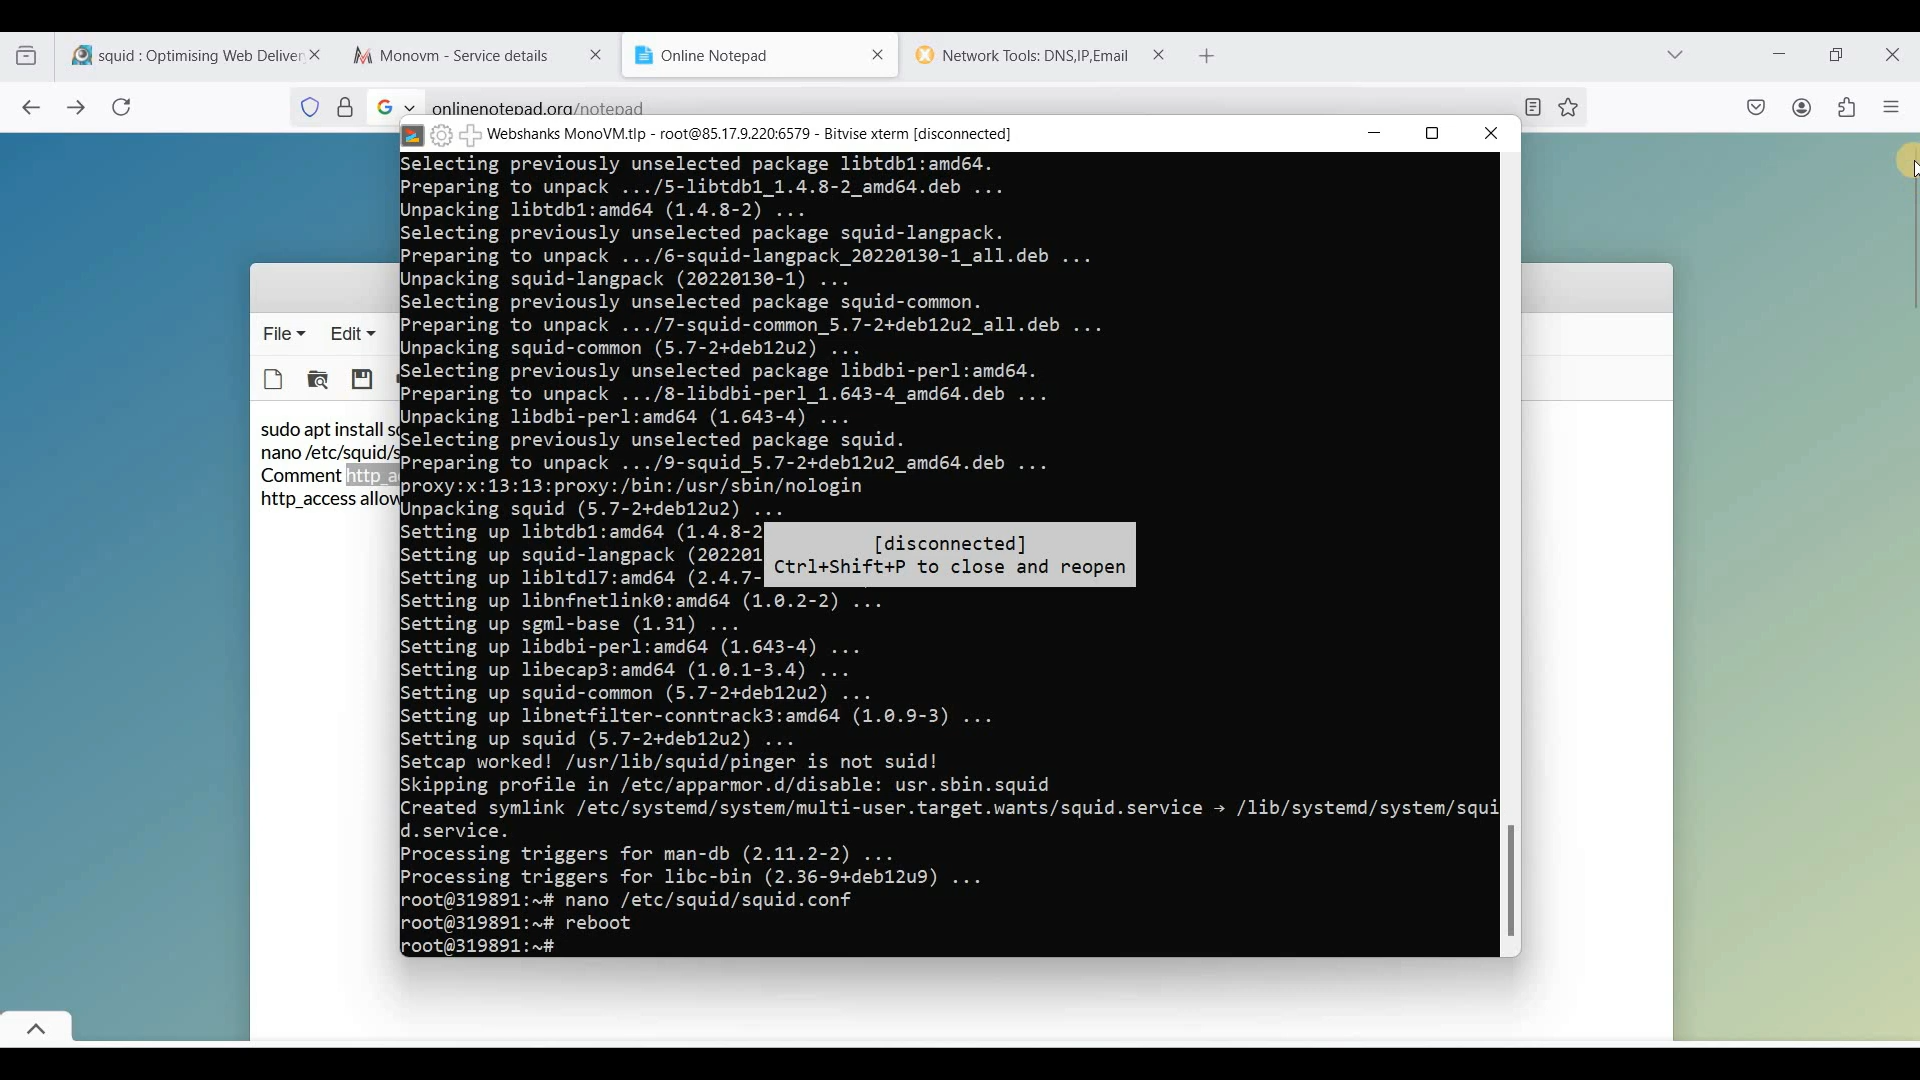 squid : Optimising Web Deliver
Monovm - Service details
Online Notepad
Network Tools: DNS,IP,Email
onlinenotepad.org/notepad
Webshanks MonoVM.tlp - root@85.17.9.220:6579 - Bitvise xterm [disconnected]
File
Edit
sudo apt install
nano /etc/squid/s
Comment http_a
http_access allow
Selecting previously unselected package libtdb1:amd64.
Preparing to unpack .../5-libtdb1_1.4.8-2_amd64.deb ...
Unpacking libtdb1:amd64 (1.4.8-2) ...
Selecting previously unselected package squid-langpack.
Preparing to unpack .../6-squid-langpack_20220130-1_all.deb ...
Unpacking squid-langpack (20220130-1) ...
Selecting previously unselected package squid-common.
Preparing to unpack .../7-squid-common_5.7-2+deb12u2_all.deb ...
Unpacking squid-common (5.7-2+deb12u2) ...
Selecting previously unselected package libdbi-perl:amd64.
Preparing to unpack .../8-libdbi-perl_1.643-4_amd64.deb ...
Unpacking libdbi-perl:amd64 (1.643-4) ...
Selecting previously unselected package squid.
Preparing to unpack .../9-squid_5.7-2+deb12u2_amd64.deb ...
proxy:x:13:13:proxy:/bin:/usr/sbin/nologin
Unpacking squid (5.7-2+deb12u2) ...
Setting up libtdb1:amd64 (1.4.8-2
Setting up squid-langpack (202201
Setting up libltdl7:amd64 (2.4.7-
[disconnected]
Ctrl+Shift+P to close and reopen
Setting up libnfnetlink0:amd64 (1.0.2-2) ...
Setting up sgml-base (1.31) ...
Setting up libdbi-perl:amd64 (1.643-4) ...
Setting up libecap3:amd64 (1.0.1-3.4) ...
Setting up squid-common (5.7-2+deb12u2) ...
Setting up libnetfilter-conntrack3:amd64 (1.0.9-3) ...
Setting up squid (5.7-2+deb12u2) ...
Setcap worked! /usr/lib/squid/pinger is not suid!
Skipping profile in /etc/apparmor.d/disable: usr.sbin.squid
Created symlink /etc/systemd/system/multi-user.target.wants/squid.service → /lib/systemd/system/squi
d.service.
Processing triggers for man-db (2.11.2-2) ...
Processing triggers for libc-bin (2.36-9+deb12u9) ...
root@319891:~# nano /etc/squid/squid.conf
root@319891:~# reboot
root@319891:~#